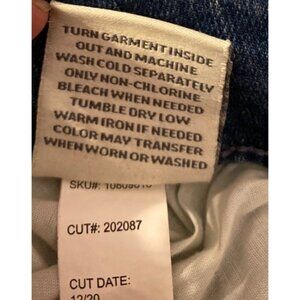 TURN GARMENT INSIDE
OUT AND MACHINE
WASH COLD SEPARATELY
ONLY NON-CHLORINE
BLEACH WHEN NEEDED
TUMBLE DRY LOW
WARM IRON IF NEEDED
COLOR MAY TRANSFER
WHEN WORN OR WASHED
SKU#:
CUT#: 202087
CUT DATE:
12/20